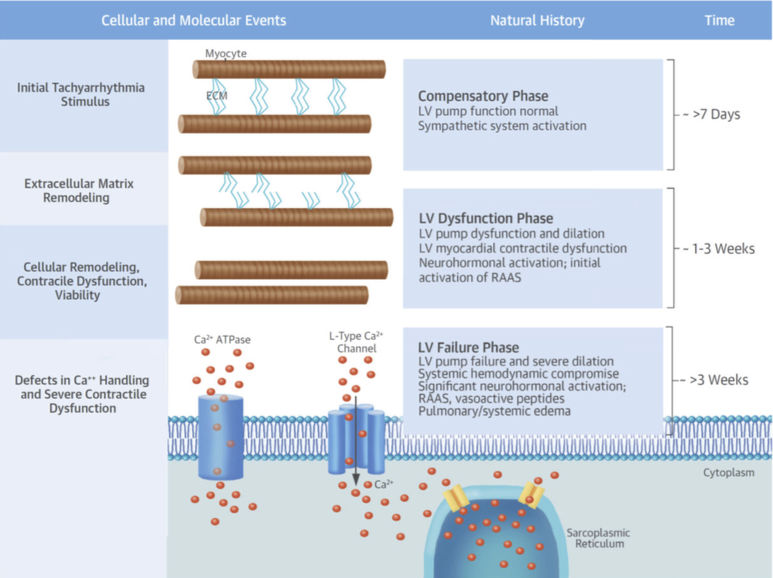 Cellular and Molecular Events
Natural History
Time
Initial Tachyarrhythmia
Stimulus
Myocyte
ECM
Compensatory Phase
LV pump function normal
Sympathetic system activation
~ >7 Days
Extracellular Matrix
Remodeling
LV Dysfunction Phase
LV pump dysfunction and dilation
LV myocardial contractile dysfunction
Neurohormonal activation; initial
activation of RAAS
~ 1-3 Weeks
Cellular Remodeling,
Contracile Dysfunction,
Viability
Ca²⁺ ATPase
L-Type Ca²⁺
Channel
LV Failure Phase
LV pump failure and severe dilation
Systemic hemodynamic compromise
Significant neurohormonal activation;
RAAS, vasoactive peptides
Pulmonary/systemic edema
~ >3 Weeks
Defects in Ca⁺⁺ Handling
and Severe Contractile
Dysfunction
Cytoplasm
Ca²⁺
Sarcoplasmic
Reticulum